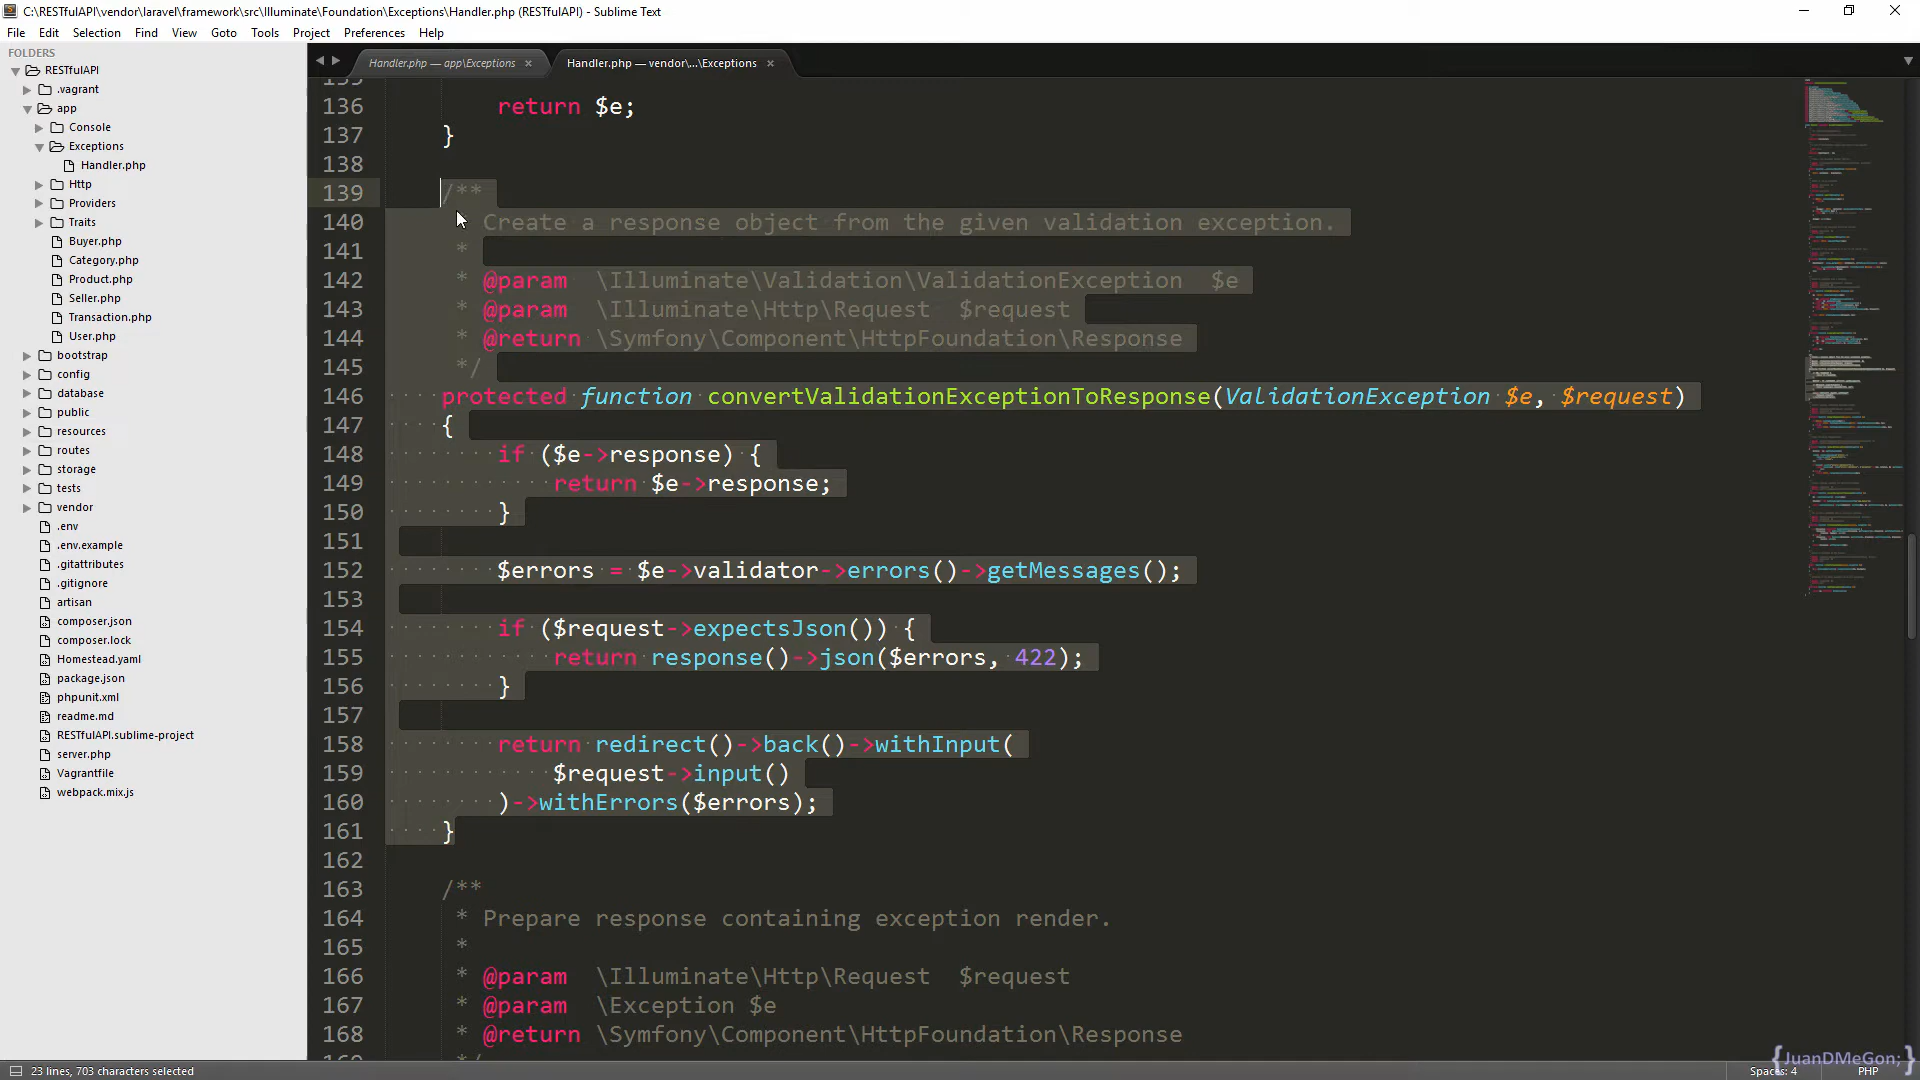 C:\RESTfulAPI\vendor\laravel\framework\src\Illuminate\Foundation\Exceptions\Handler.php (RESTfulAPI) - Sublime Text
File Edit Selection Find View Goto Tools Project Preferences Help
FOLDERS
RESTfulAPI
.vagrant
app
Console
Exceptions
Handler.php
Http
Providers
Traits
Buyer.php
Category.php
Product.php
Seller.php
Transaction.php
User.php
bootstrap
config
database
public
resources
routes
storage
tests
vendor
.env
.env.example
.gitattributes
.gitignore
artisan
composer.json
composer.lock
Homestead.yaml
package.json
phpunit.xml
readme.md
RESTfulAPI.sublime-project
server.php
Vagrantfile
webpack.mix.js
Handler.php — app\Exceptions × Handler.php — vendor\...\Exceptions ×
135
136 return $e;
137 }
138
139 /**
140 Create a response object from the given validation exception.
141 *
142 * @param \Illuminate\Validation\ValidationException $e
143 * @param \Illuminate\Http\Request $request
144 * @return \Symfony\Component\HttpFoundation\Response
145 */
146 protected function convertValidationExceptionToResponse(ValidationException $e, $request)
147 {
148 if ($e->response) {
149 return $e->response;
150 }
151
152 $errors = $e->validator->errors()->getMessages();
153
154 if ($request->expectsJson()) {
155 return response()->json($errors, 422);
156 }
157
158 return redirect()->back()->withInput(
159 $request->input()
160 )->withErrors($errors);
161 }
162
163 /**
164 * Prepare response containing exception render.
165 *
166 * @param \Illuminate\Http\Request $request
167 * @param \Exception $e
168 * @return \Symfony\Component\HttpFoundation\Response
169 */
23 lines, 703 characters selected
Spaces: 4 PHP
{JuanDMeGon;}